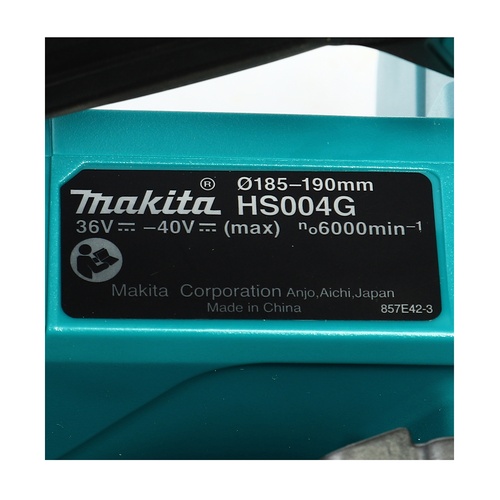 makita® Ø185–190mm
HS004G
36V⎓ –40V⎓ (max) n₀6000min⁻¹
Makita Corporation Anjo,Aichi,Japan
Made in China 857E42-3